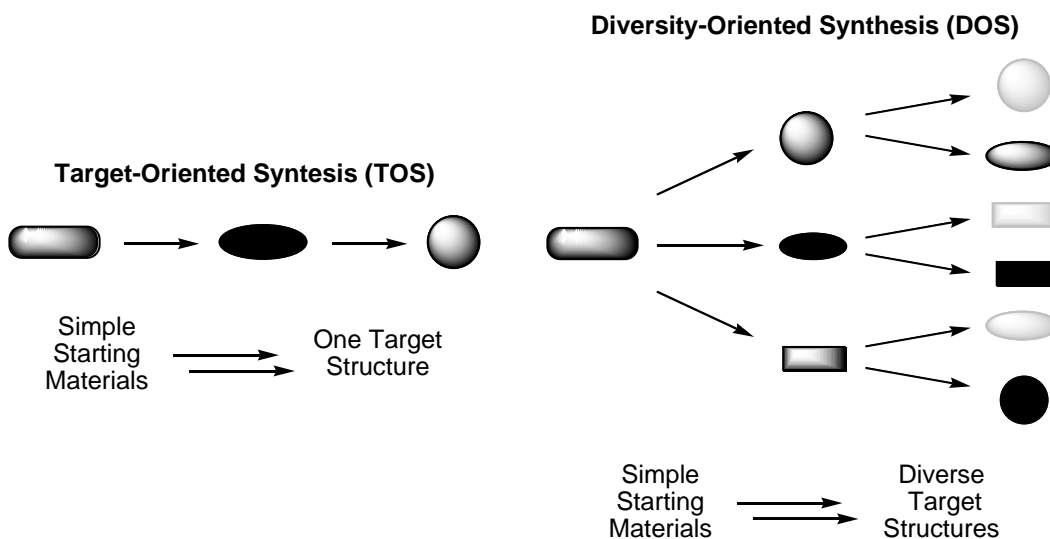 Diversity-Oriented Synthesis (DOS)
Target-Oriented Syntesis (TOS)
Simple
Starting
Materials
One Target
Structure
Simple
Starting
Materials
Diverse
Target
Structures